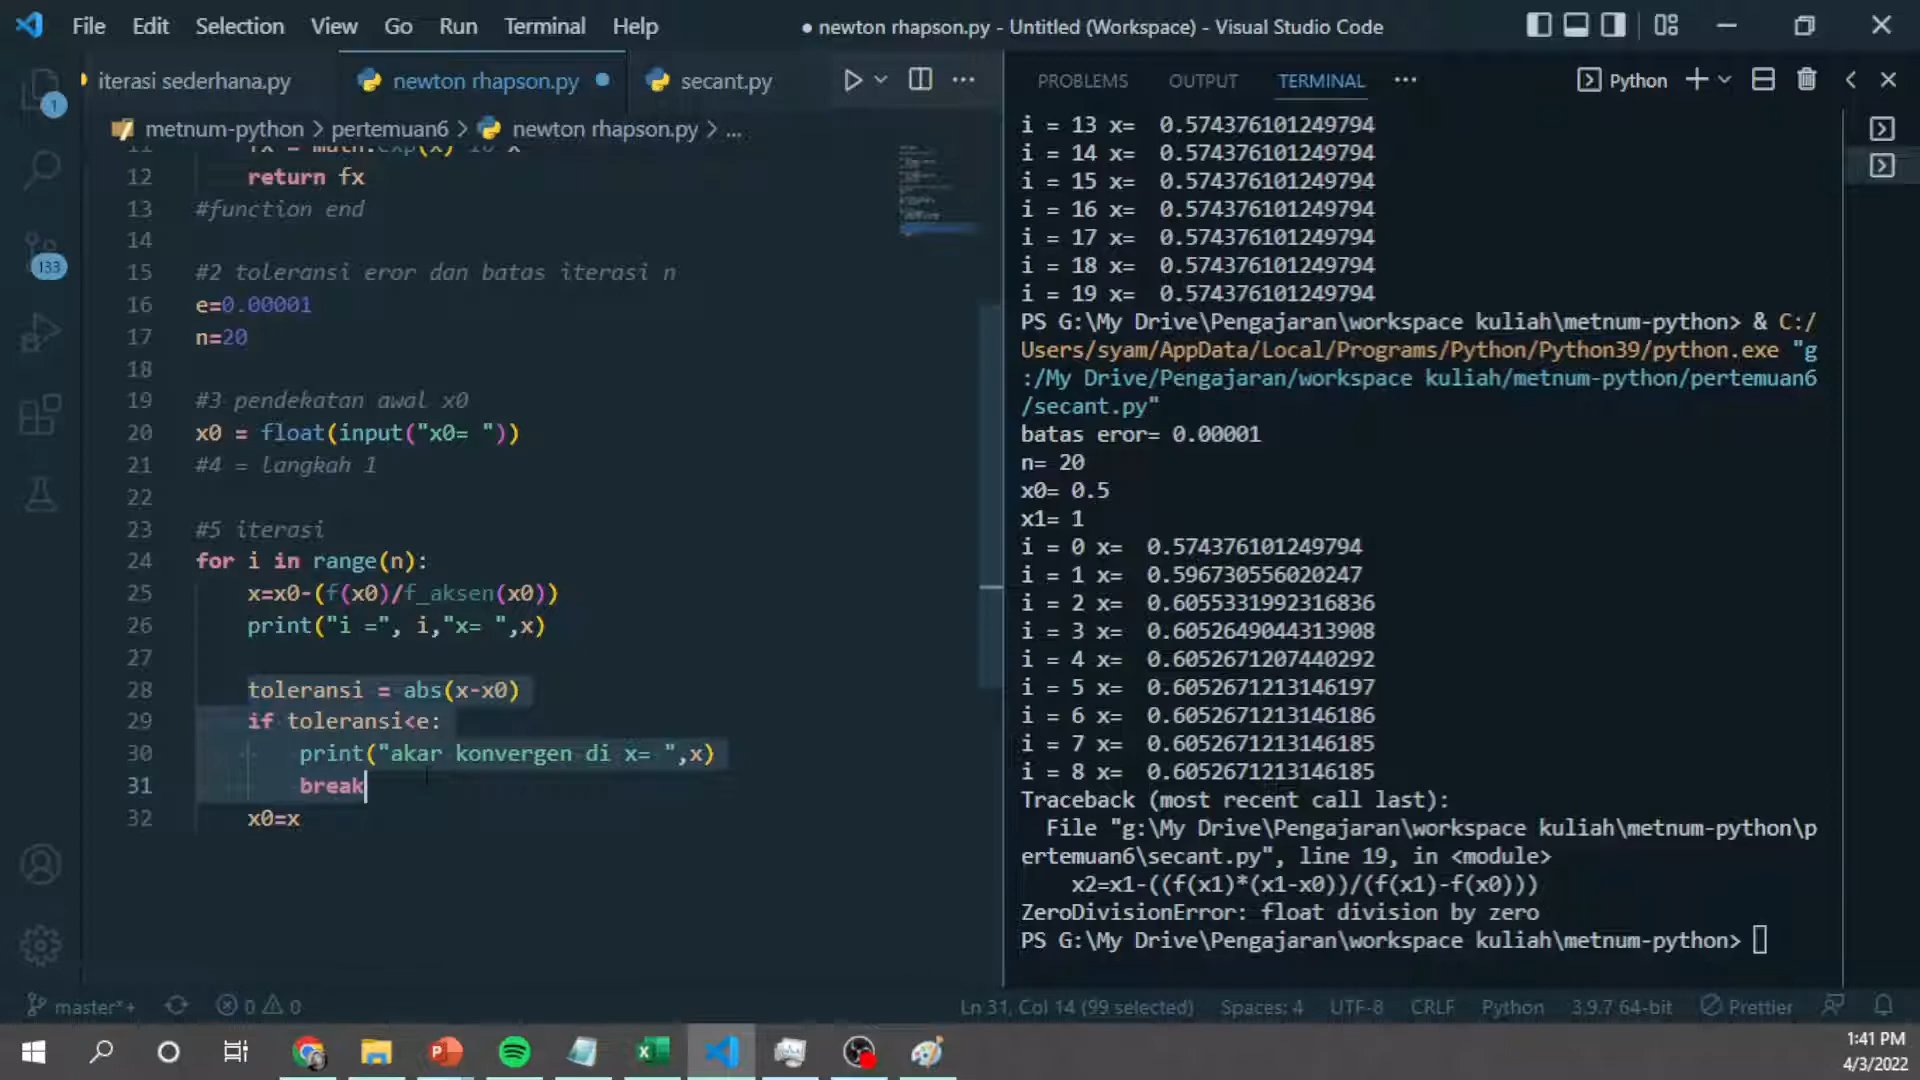 File Edit Selection View Go Run Terminal Help
● newton rhapson.py - Untitled (Workspace) - Visual Studio Code
iterasi sederhana.py newton rhapson.py secant.py
metnum-python > pertemuan6 > newton rhapson.py > ...
12 return fx
13 #function end
14
15 #2 toleransi eror dan batas iterasi n
16 e=0.00001
17 n=20
18
19 #3 pendekatan awal x0
20 x0 = float(input("x0= "))
21 #4 = langkah 1
22
23 #5 iterasi
24 for i in range(n):
25 x=x0-(f(x0)/f_aksen(x0))
26 print("i =", i,"x= ",x)
27
28 toleransi = abs(x-x0)
29 if toleransi<e:
30 print("akar konvergen di x= ",x)
31 break
32 x0=x
1
133
PROBLEMS OUTPUT TERMINAL ... Python
i = 13 x=  0.574376101249794
i = 14 x=  0.574376101249794
i = 15 x=  0.574376101249794
i = 16 x=  0.574376101249794
i = 17 x=  0.574376101249794
i = 18 x=  0.574376101249794
i = 19 x=  0.574376101249794
PS G:\My Drive\Pengajaran\workspace kuliah\metnum-python> & C:/
Users/syam/AppData/Local/Programs/Python/Python39/python.exe "g
:/My Drive/Pengajaran/workspace kuliah/metnum-python/pertemuan6
/secant.py"
batas eror= 0.00001
n= 20
x0= 0.5
x1= 1
i = 0 x=  0.574376101249794
i = 1 x=  0.596730556020247
i = 2 x=  0.6055331992316836
i = 3 x=  0.6052649044313908
i = 4 x=  0.6052671207440292
i = 5 x=  0.6052671213146197
i = 6 x=  0.6052671213146186
i = 7 x=  0.6052671213146185
i = 8 x=  0.6052671213146185
Traceback (most recent call last):
File "g:\My Drive\Pengajaran\workspace kuliah\metnum-python\p
ertemuan6\secant.py", line 19, in <module>
x2=x1-((f(x1)*(x1-x0))/(f(x1)-f(x0)))
ZeroDivisionError: float division by zero
PS G:\My Drive\Pengajaran\workspace kuliah\metnum-python>
master*+ 0 0 Ln 31, Col 14 (99 selected) Spaces: 4 UTF-8 CRLF Python 3.9.7 64-bit Prettier
1:41 PM
4/3/2022